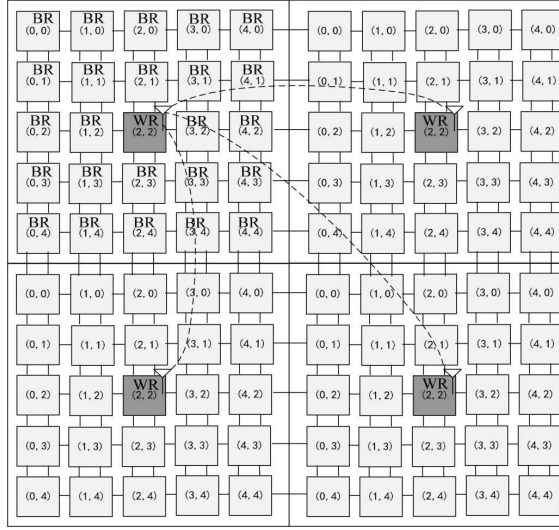 BR BR BR BR BR
(0, 0) (1, 0) (2, 0) (3, 0) (4, 0) (0, 0) (1, 0) (2, 0) (3, 0) (4, 0)
BR BR BR BR BR
(0, 1) (1, 1) (2, 1) (3, 1) (4, 1) (0, 1) (1, 1) (2, 1) (3, 1) (4, 1)
BR BR WR BR BR WR
(0, 2) (1, 2) (2, 2) (3, 2) (4, 2) (0, 2) (1, 2) (2, 2) (3, 2) (4, 2)
BR BR BR BR BR
(0, 3) (1, 3) (2, 3) (3, 3) (4, 3) (0, 3) (1, 3) (2, 3) (3, 3) (4, 3)
BR BR BR BR BR
(0, 4) (1, 4) (2, 4) (3, 4) (4, 4) (0, 4) (1, 4) (2, 4) (3, 4) (4, 4)
(0, 0) (1, 0) (2, 0) (3, 0) (4, 0) (0, 0) (1, 0) (2, 0) (3, 0) (4, 0)
(0, 1) (1, 1) (2, 1) (3, 1) (4, 1) (0, 1) (1, 1) (2, 1) (3, 1) (4, 1)
WR WR
(0, 2) (1, 2) (2, 2) (3, 2) (4, 2) (0, 2) (1, 2) (2, 2) (3, 2) (4, 2)
(0, 3) (1, 3) (2, 3) (3, 3) (4, 3) (0, 3) (1, 3) (2, 3) (3, 3) (4, 3)
(0, 4) (1, 4) (2, 4) (3, 4) (4, 4) (0, 4) (1, 4) (2, 4) (3, 4) (4, 4)